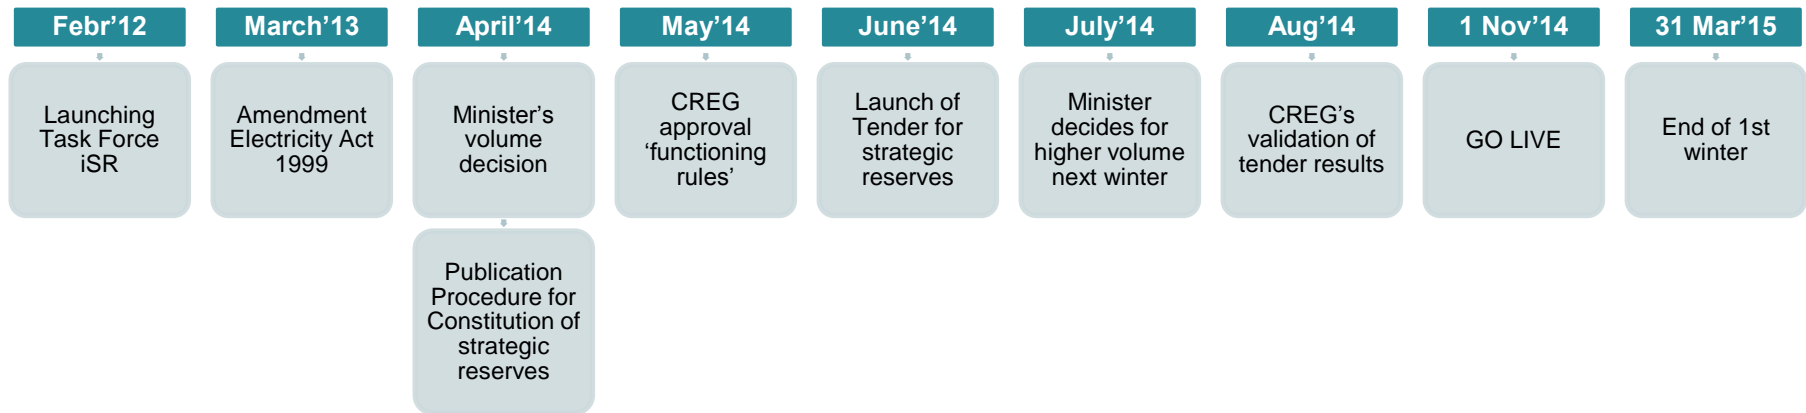 Febr’12
Launching
Task Force
iSR
March’13
Amendment
Electricity Act
1999
April’14
Minister’s
volume
decision
Publication
Procedure for
Constitution of
strategic
reserves
May’14
CREG
approval
‘functioning
rules’
June’14
Launch of
Tender for
strategic
reserves
July’14
Minister
decides for
higher volume
next winter
Aug’14
CREG’s
validation of
tender results
1 Nov’14
GO LIVE
31 Mar’15
End of 1st
winter